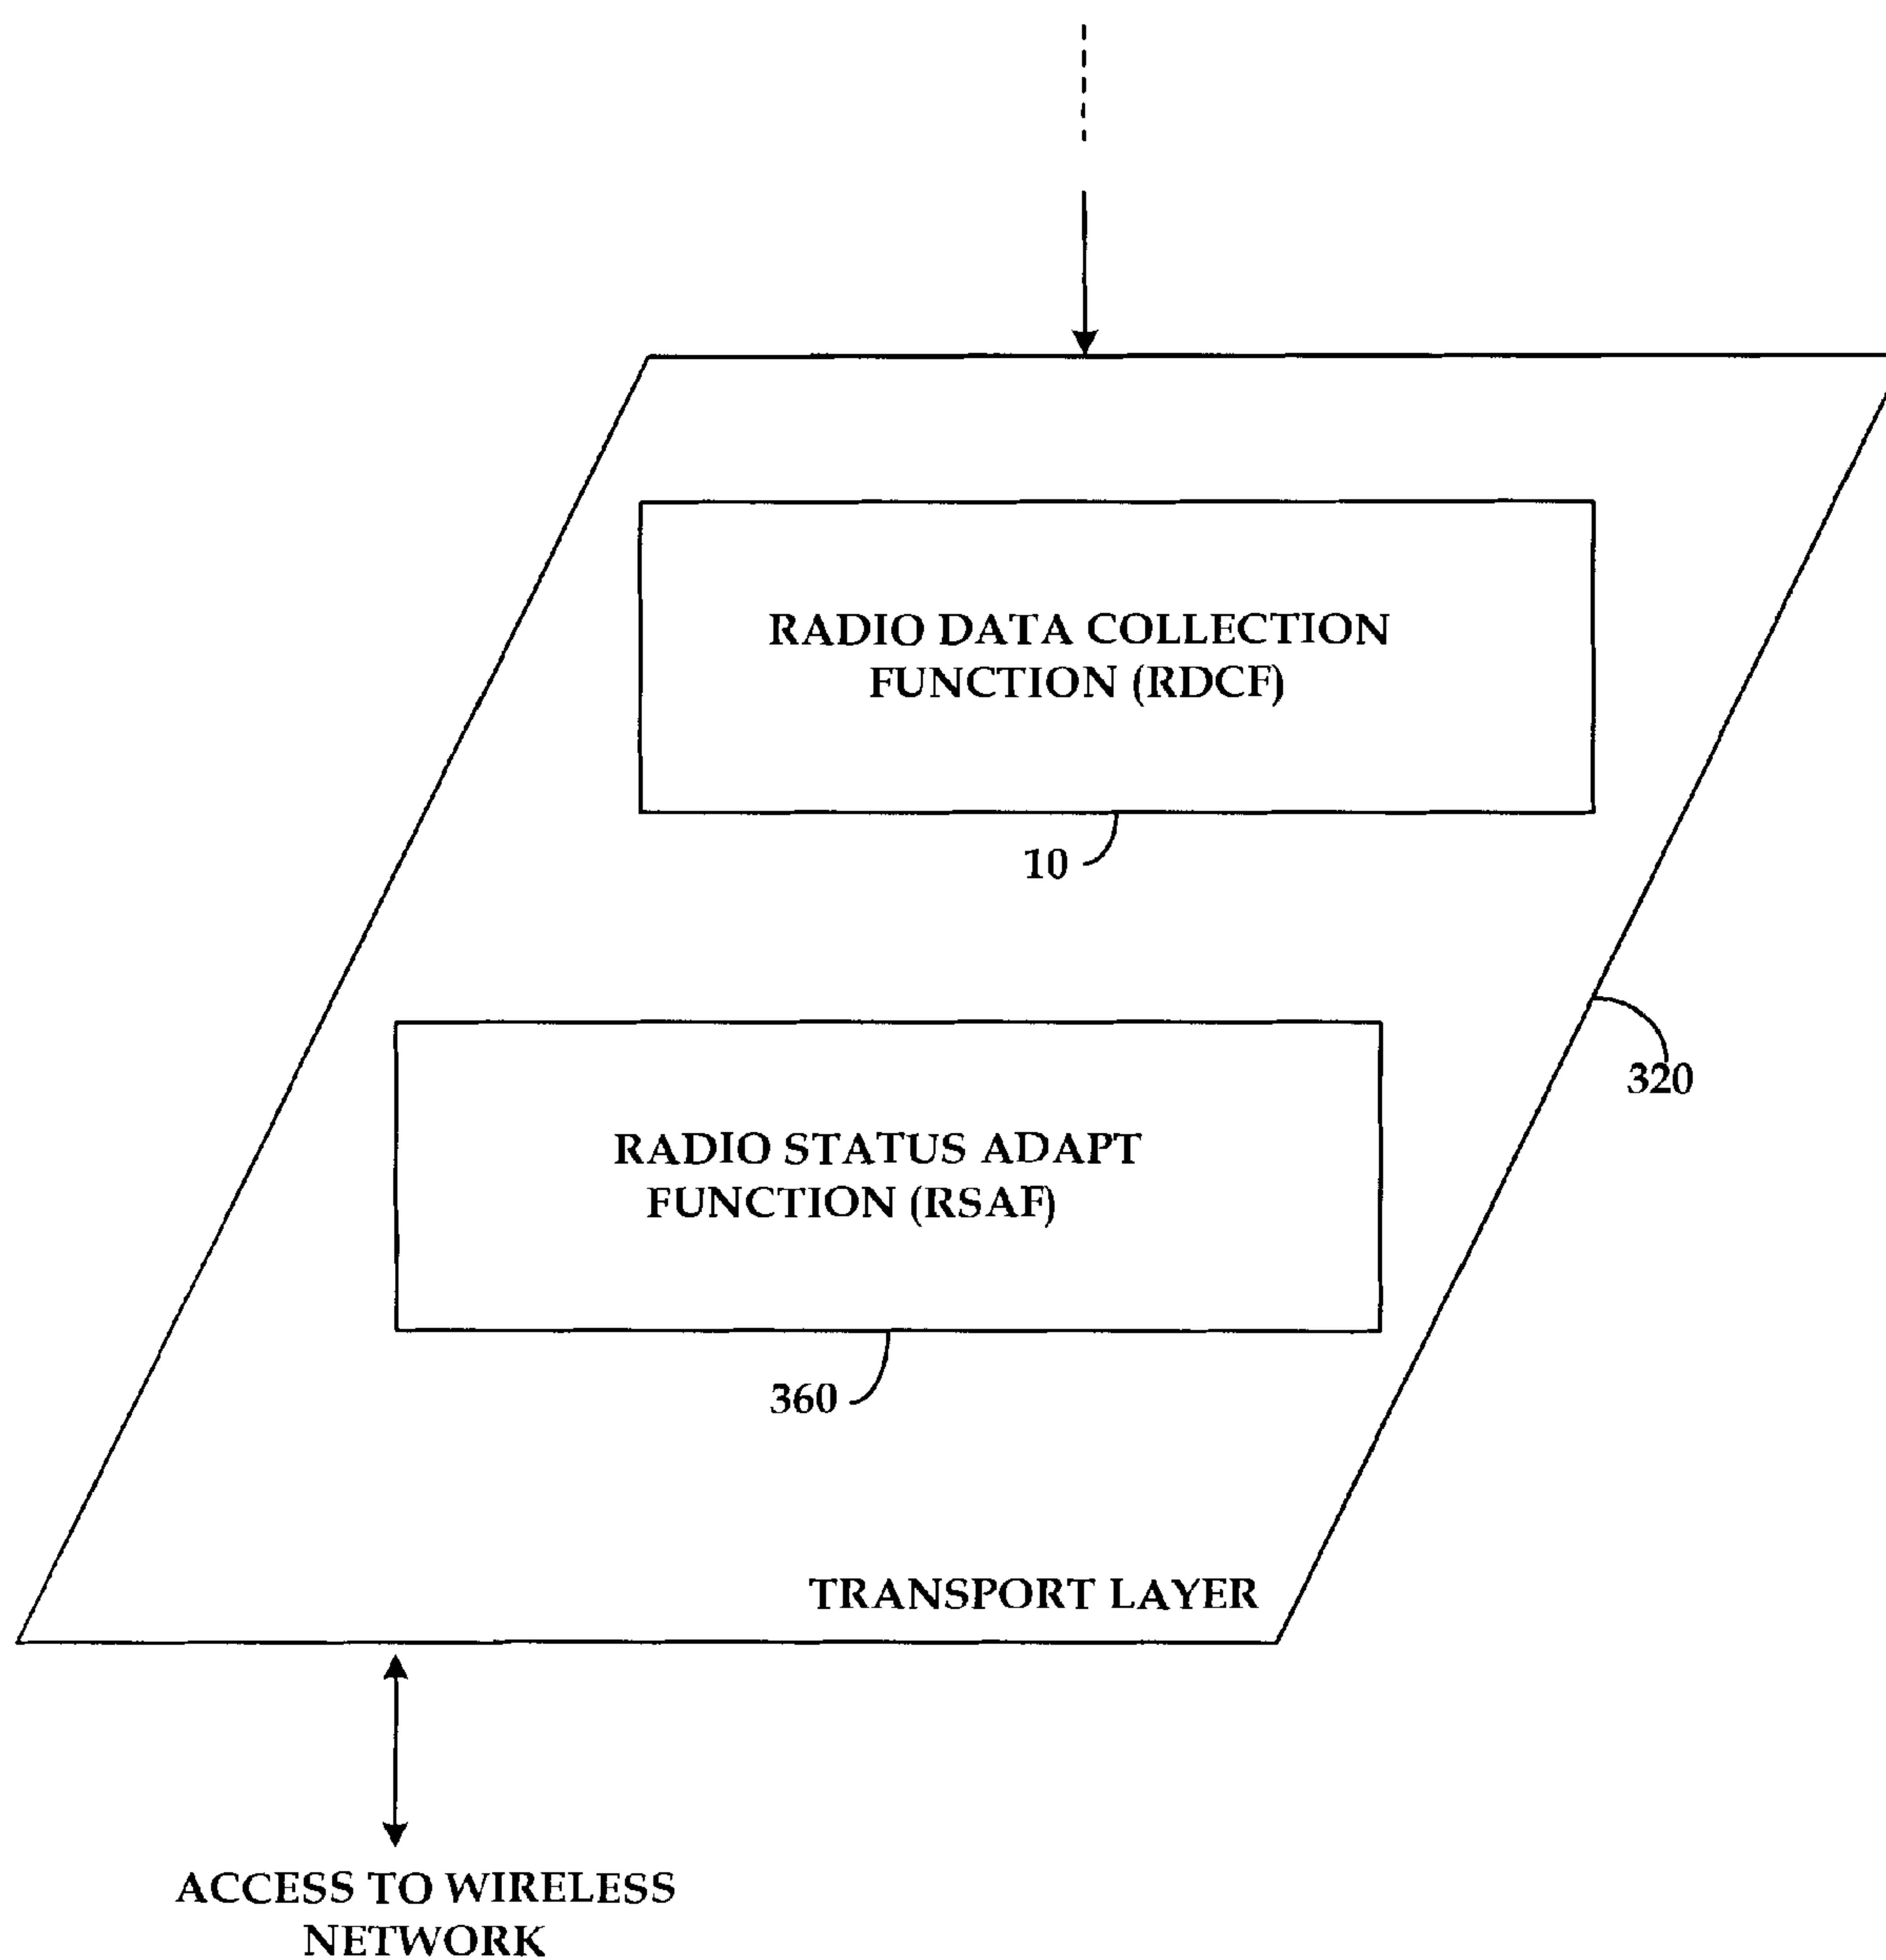 RADIO DATA COLLECTION
FUNCTION (RDCF)
10
320
RADIO STATUS ADAPT
FUNCTION (RSAF)
360
TRANSPORT LAYER
ACCESS TO WIRELESS
NETWORK